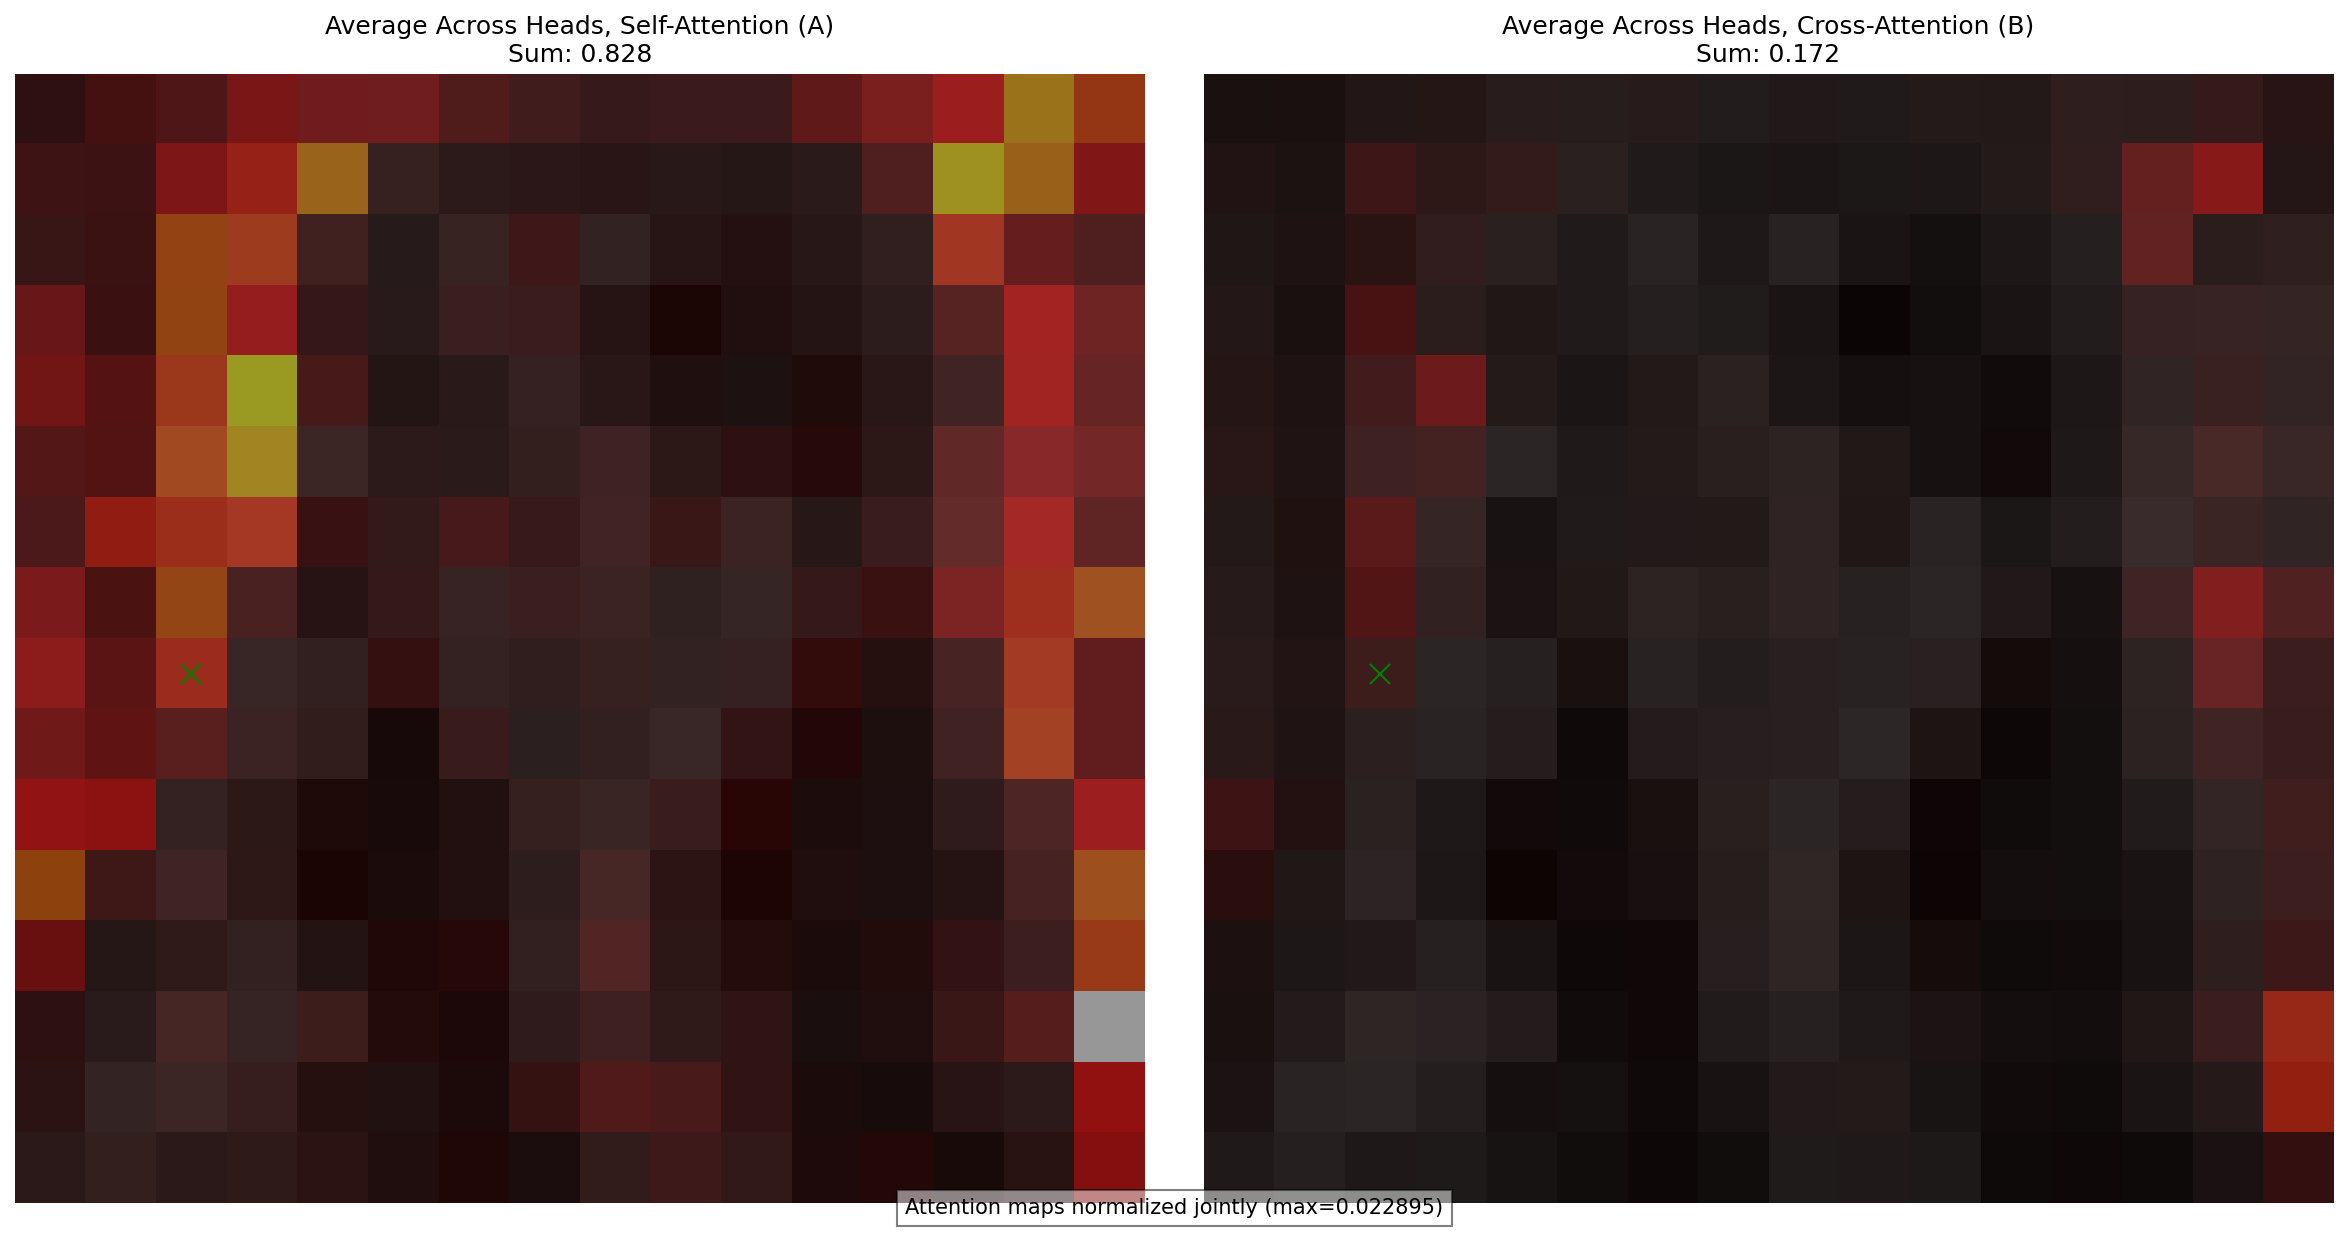 Average Across Heads, Self-Attention (A)
Sum: 0.828
Average Across Heads, Cross-Attention (B)
Sum: 0.172
Attention maps normalized jointly (max=0.022895)